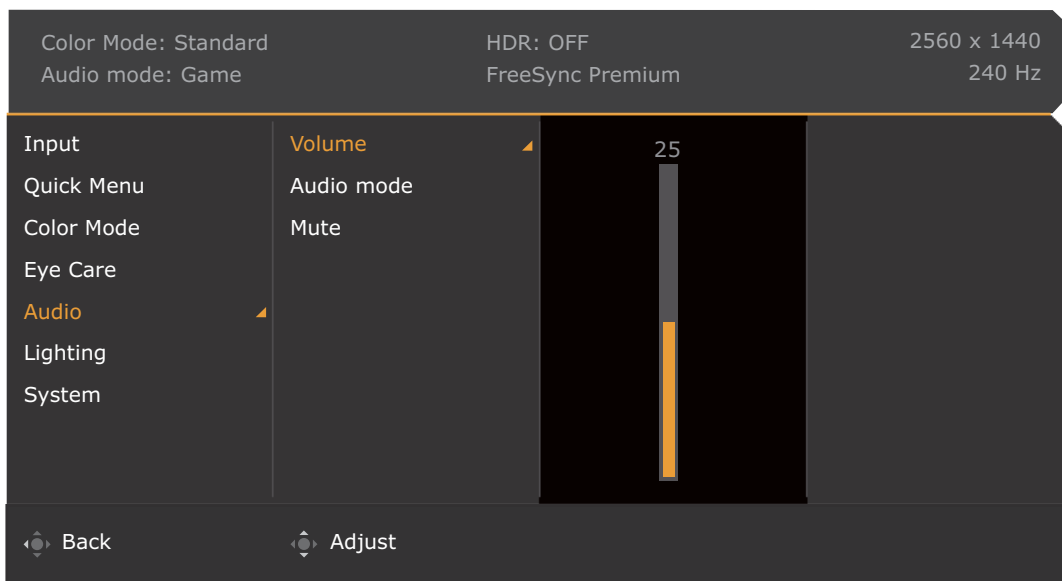 Color Mode: Standard
HDR: OFF
2560 x 1440
Audio mode: Game
FreeSync Premium
240 Hz
Input
Volume
25
Quick Menu
Audio mode
Color Mode
Mute
Eye Care
Audio
Lighting
System
Back
Adjust